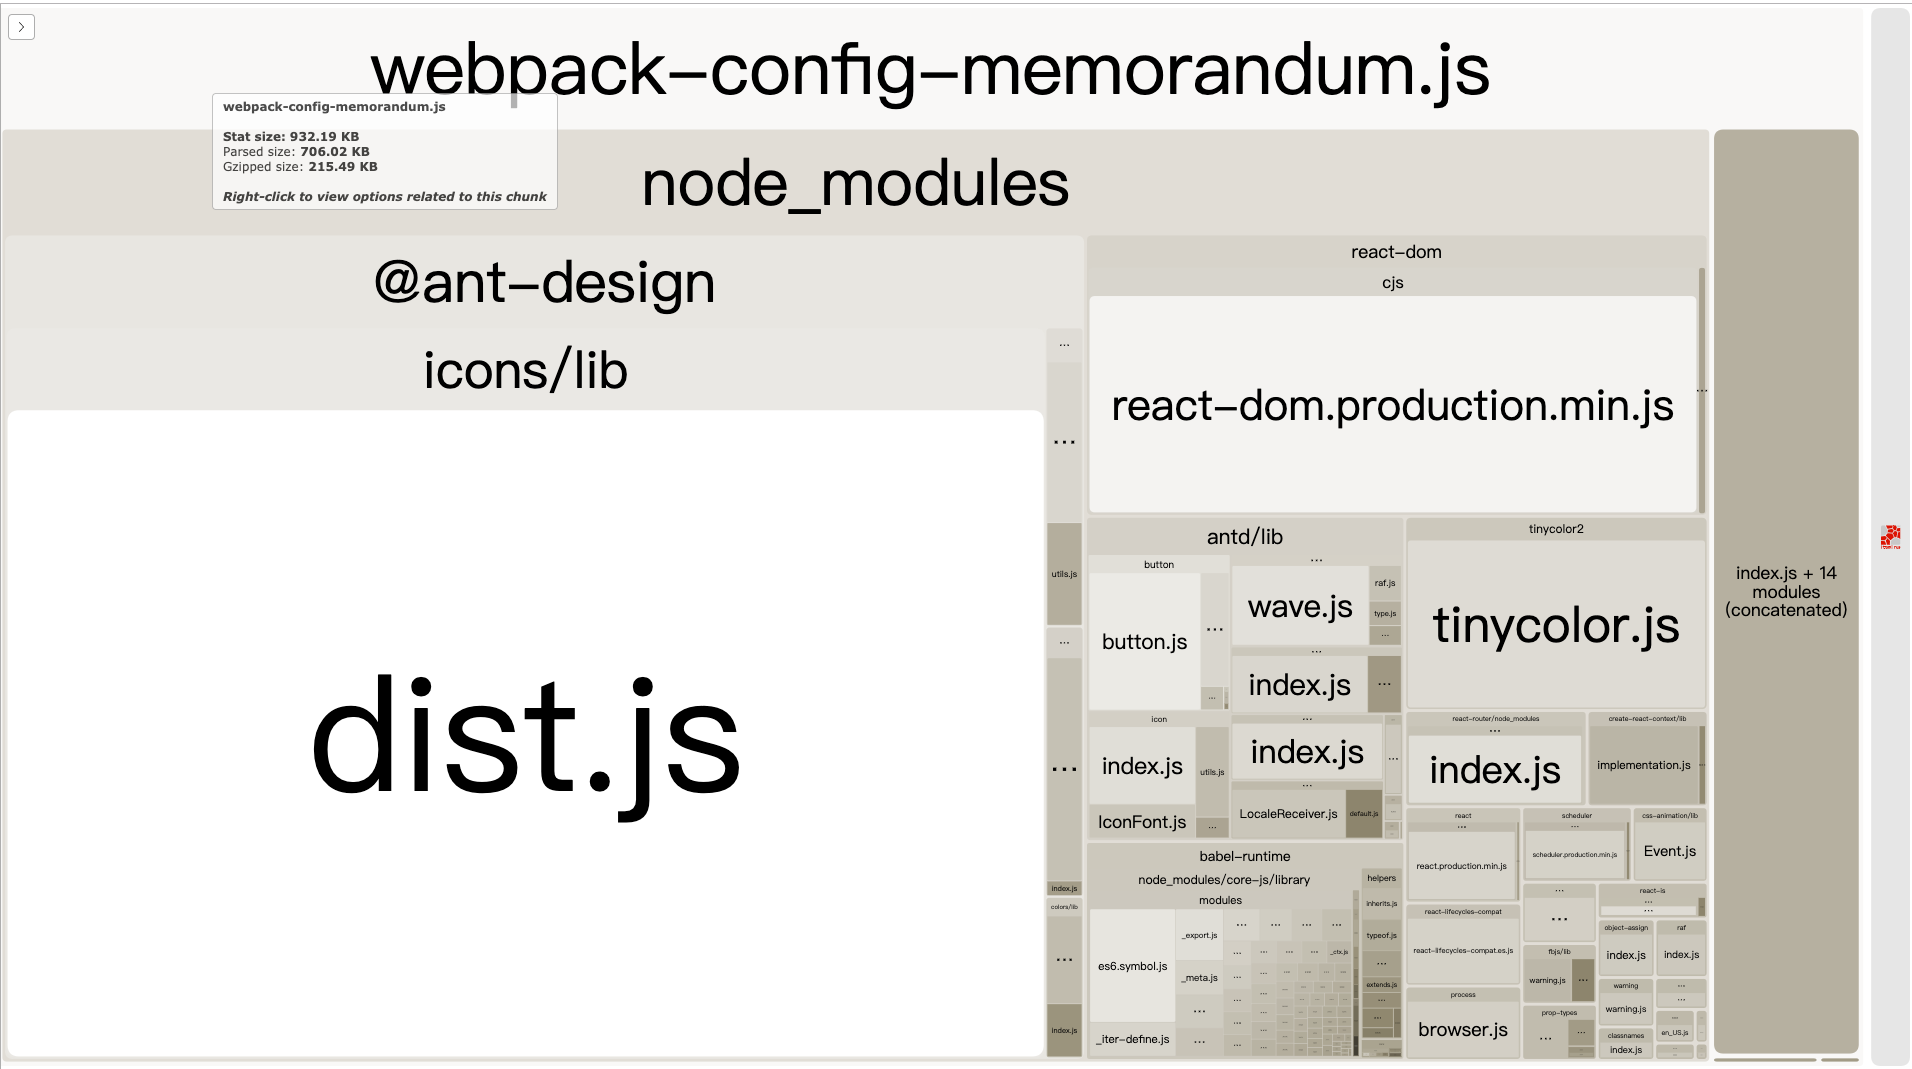 webpack-config-memorandum.js
webpack-config-memorandum.js
Stat size: 932.19 KB
Parsed size: 706.02 KB
Gzipped size: 215.49 KB
Right-click to view options related to this chunk
node_modules
@ant-design
icons/lib
dist.js
...
...
utils.js
...
...
index.js
colors/lib
...
index.js
react-dom
cjs
react-dom.production.min.js
...
antd/lib
button
button.js
...
...
...
wave.js
raf.js
type.js
...
...
index.js
...
icon
index.js
utils.js
IconFont.js
...
...
index.js
...
...
LocaleReceiver.js
default.js
tinycolor2
tinycolor.js
react-router/node_modules
...
index.js
create-react-context/lib
implementation.js
babel-runtime
node_modules/core-js/library
modules
es6.symbol.js
_iter-define.js
_export.js
_meta.js
...
...
_ctx.js
helpers
inherits.js
typeof.js
...
extends.js
...
react
...
react.production.min.js
scheduler
...
scheduler.production.min.js
css-animation/lib
Event.js
react-lifecycles-compat
react-lifecycles-compat.es.js
...
...
react-is
...
...
object-assign
index.js
raf
index.js
fbjs/lib
warning.js
...
process
browser.js
prop-types
...
...
warning
warning.js
...
...
classnames
index.js
...
en_US.js
index.js + 14
modules
(concatenated)